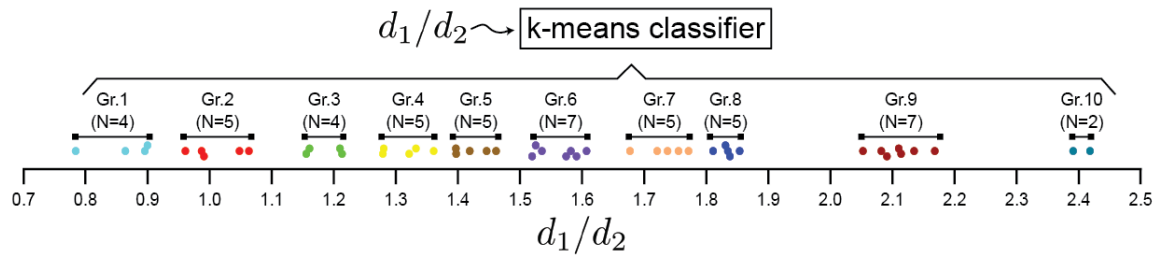 d₁/d₂ k-means classifier
Gr.1 Gr.2 Gr.3 Gr.4 Gr.5 Gr.6 Gr.7 Gr.8 Gr.9 Gr.10
(N=4) (N=5) (N=4) (N=5) (N=5) (N=7) (N=5) (N=5) (N=7) (N=2)
0.7 0.8 0.9 1.0 1.1 1.2 1.3 1.4 1.5 1.6 1.7 1.8 1.9 2.0 2.1 2.2 2.3 2.4 2.5
d₁/d₂